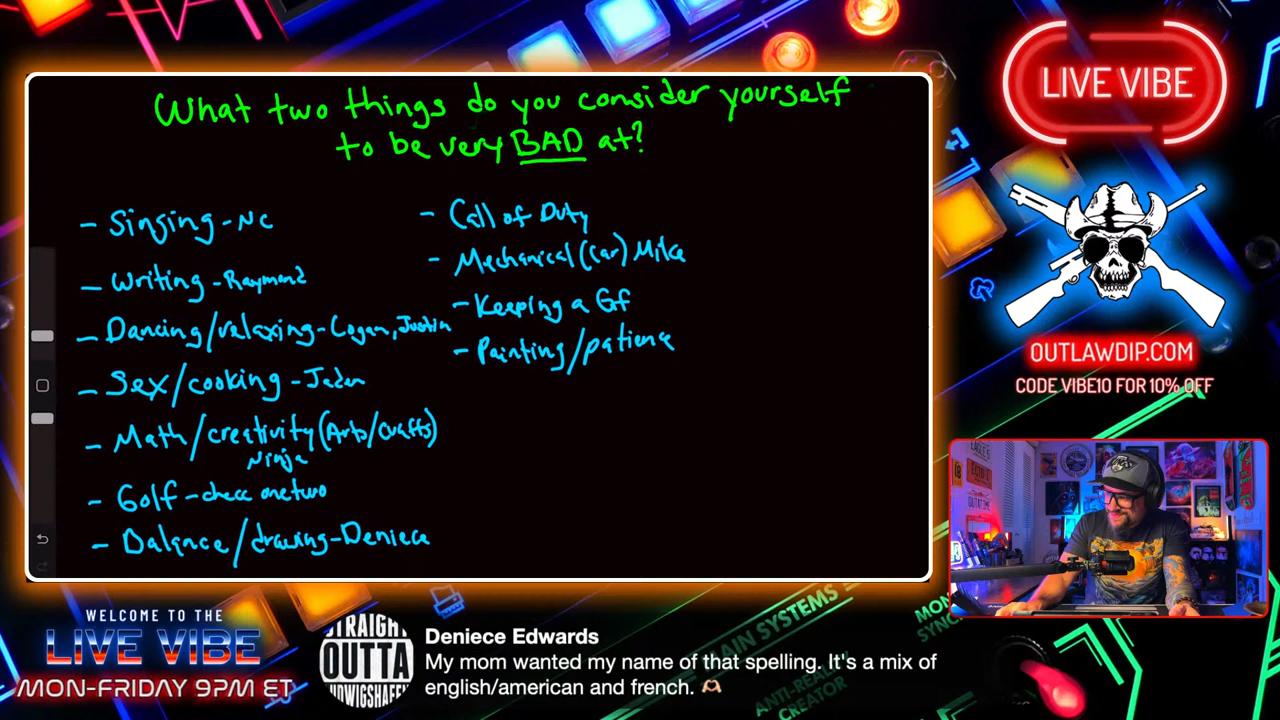 What two things do you consider yourself
to be very BAD at?
- Singing - NC
- Writing - Raymond
- Dancing/relaxing - Logan, Justin
- Sex/cooking - Jaden
- Math/creativity (Arts/crafts)
Ninja
- Golf - check one two
- Balance/drawing - Deniece
- Call of Duty
- Mechanical (car) Mike
- Keeping a Gf
- Painting/patience
LIVE VIBE
OUTLAWDIP.COM
CODE VIBE10 FOR 10% OFF
WELCOME TO THE
LIVE VIBE
MON-FRIDAY 9PM ET
STRAIGHT
OUTTA
Deniece Edwards
My mom wanted my name of that spelling. It's a mix of
english/american and french.